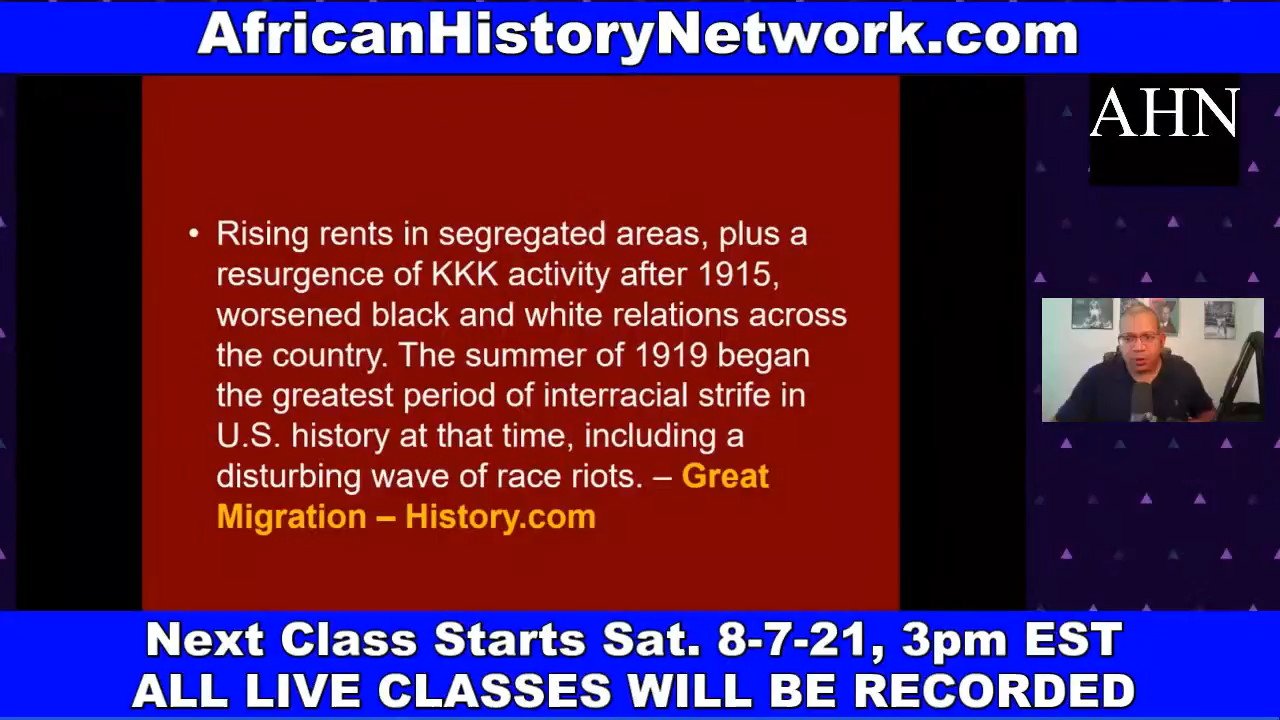 AfricanHistoryNetwork.com
AHN
• Rising rents in segregated areas, plus a
resurgence of KKK activity after 1915,
worsened black and white relations across
the country. The summer of 1919 began
the greatest period of interracial strife in
U.S. history at that time, including a
disturbing wave of race riots. – Great
Migration – History.com
Next Class Starts Sat. 8-7-21, 3pm EST
ALL LIVE CLASSES WILL BE RECORDED